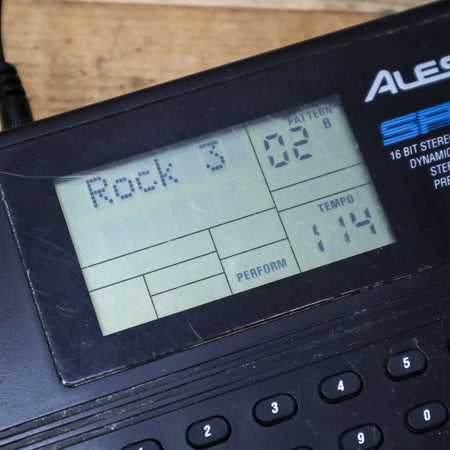 ALES
SR
16 BIT STERE
DYNAMIC
STE
PRE
Rock 3
PATTERN
02 B
TEMPO
114
PERFORM
2 3 4 5
9 0